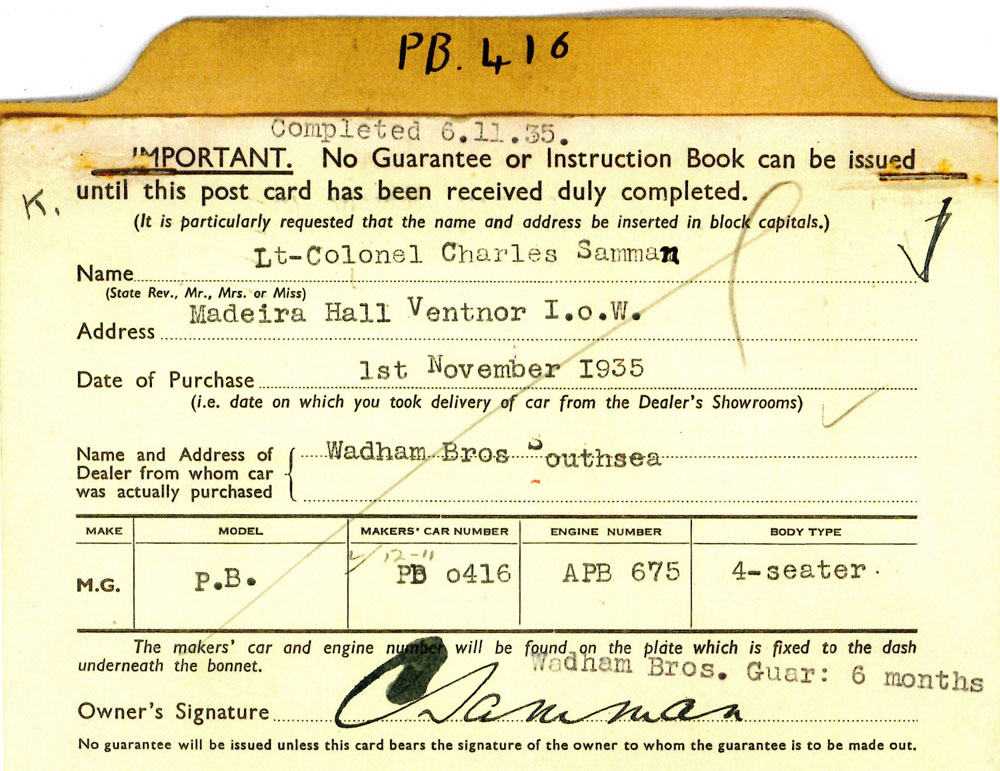 PB. 416
Completed 6.11.35.
IMPORTANT. No Guarantee or Instruction Book can be issued
until this post card has been received duly completed.
K.
(It is particularly requested that the name and address be inserted in block capitals.)
Name Lt-Colonel Charles Samman
(State Rev., Mr., Mrs. or Miss)
Address Madeira Hall Ventnor I.o.W.
Date of Purchase 1st November 1935
(i.e. date on which you took delivery of car from the Dealer's Showrooms)
Name and Address of
Dealer from whom car
was actually purchased
Wadham Bros Southsea
MAKE MODEL MAKERS' CAR NUMBER ENGINE NUMBER BODY TYPE
12-11
M.G. P.B. PB 0416 APB 675 4-seater.
The makers' car and engine number will be found on the plate which is fixed to the dash
underneath the bonnet.
Wadham Bros. Guar: 6 months
Owner's Signature C Samman
No guarantee will be issued unless this card bears the signature of the owner to whom the guarantee is to be made out.